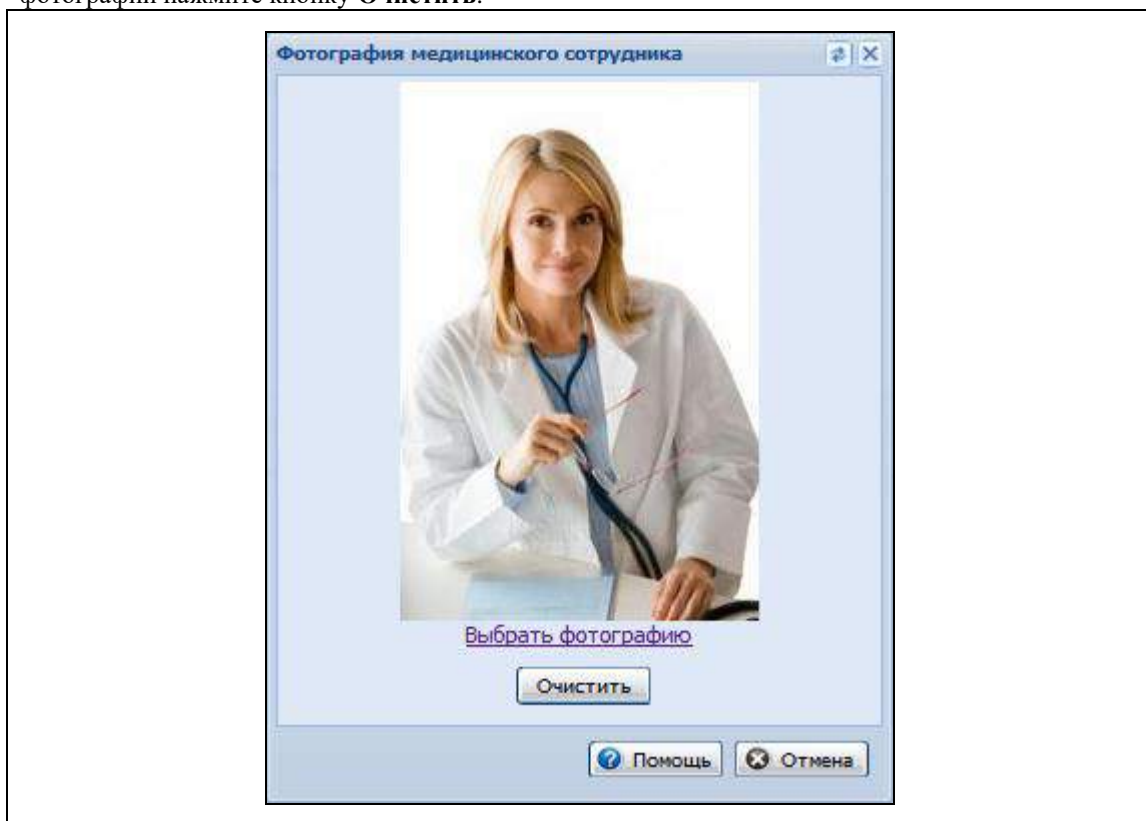 фотографии нажмите кнопку Очистить.
Фотография медицинского сотрудника
Выбрать фотографию
Очистить
Помощь
Отмена